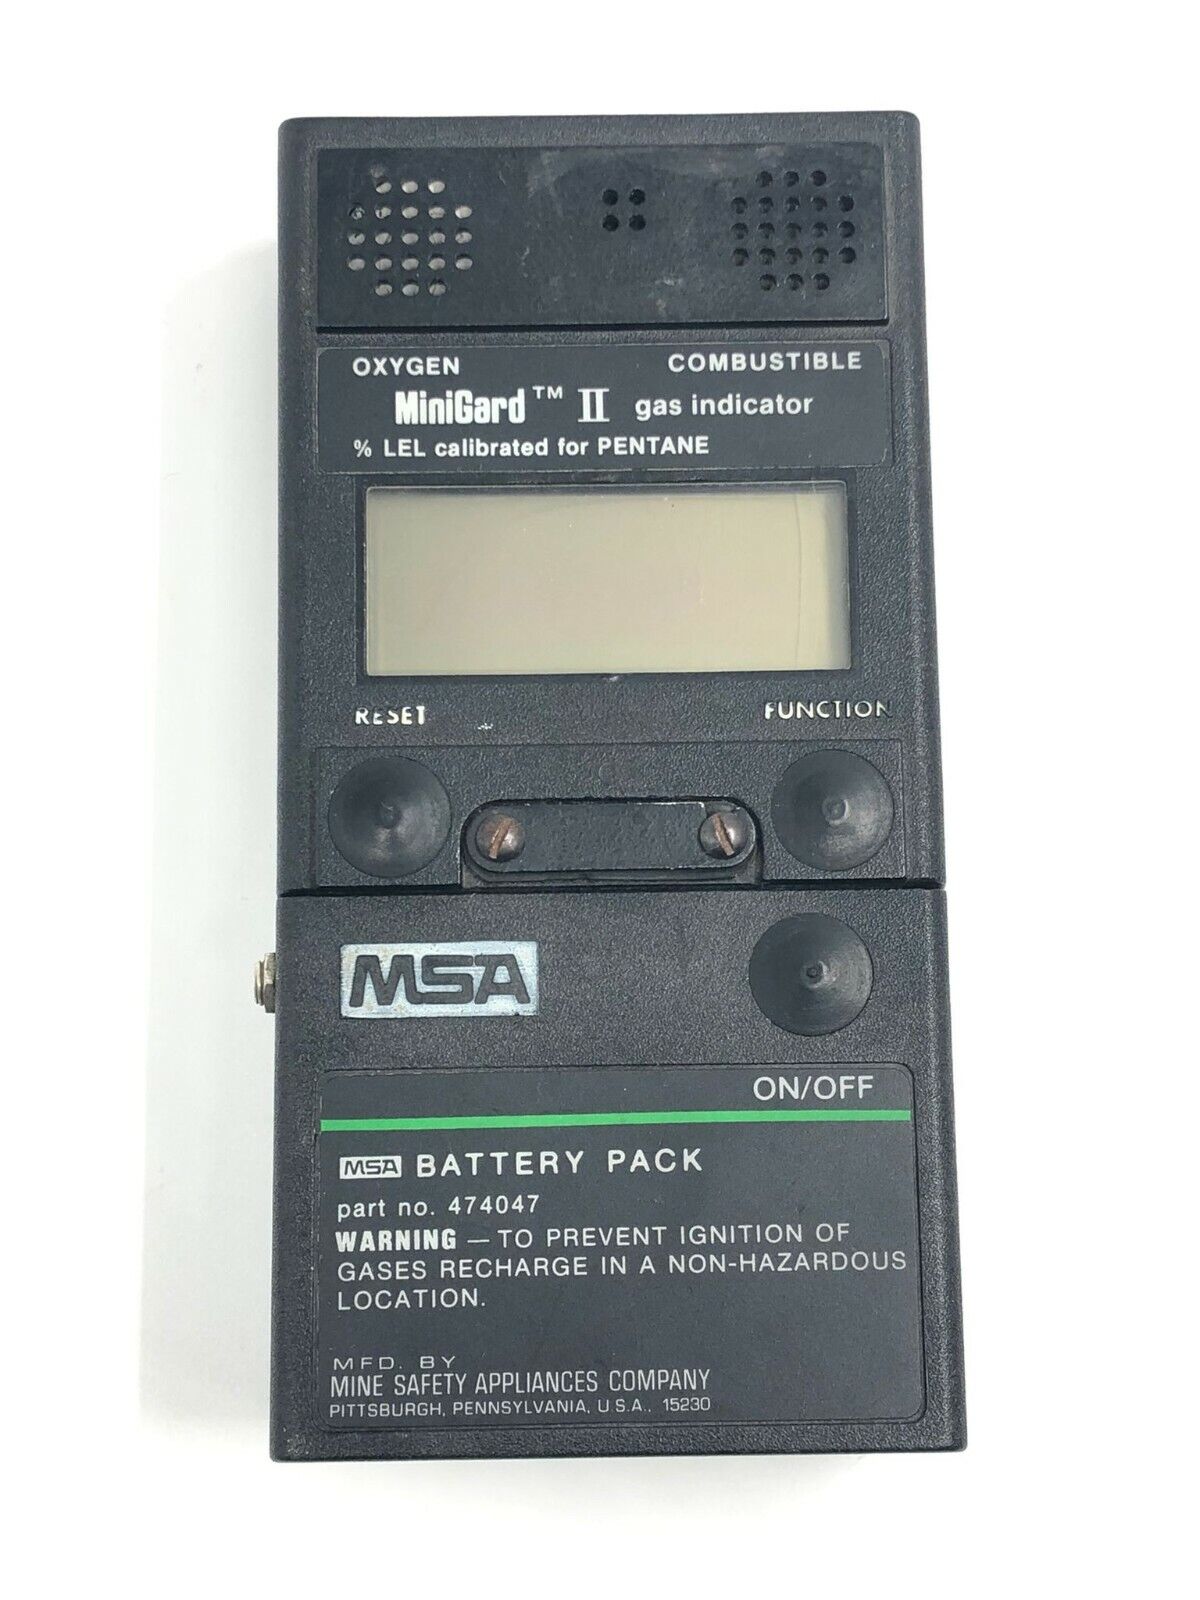 OXYGEN COMBUSTIBLE
MiniGard™ II gas indicator
% LEL calibrated for PENTANE
RESET FUNCTION
MSA
ON/OFF
MSA BATTERY PACK
part no. 474047
WARNING — TO PREVENT IGNITION OF
GASES RECHARGE IN A NON-HAZARDOUS
LOCATION.
MFD. BY
MINE SAFETY APPLIANCES COMPANY
PITTSBURGH, PENNSYLVANIA, U.S.A., 15230